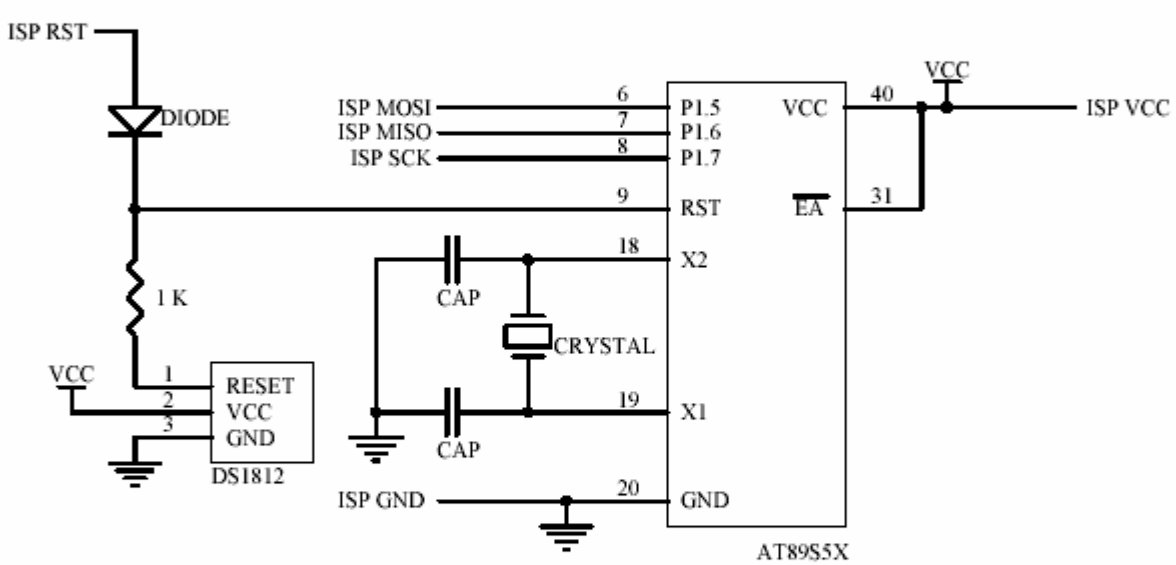 ISP RST
DIODE
1 K
VCC
1
2
3
RESET
VCC
GND
DS1812
ISP MOSI
ISP MISO
ISP SCK
6
7
8
9
18
19
20
P1.5
P1.6
P1.7
RST
X2
X1
GND
CAP
CRYSTAL
CAP
ISP GND
VCC
EA
40
31
VCC
ISP VCC
AT89S5X